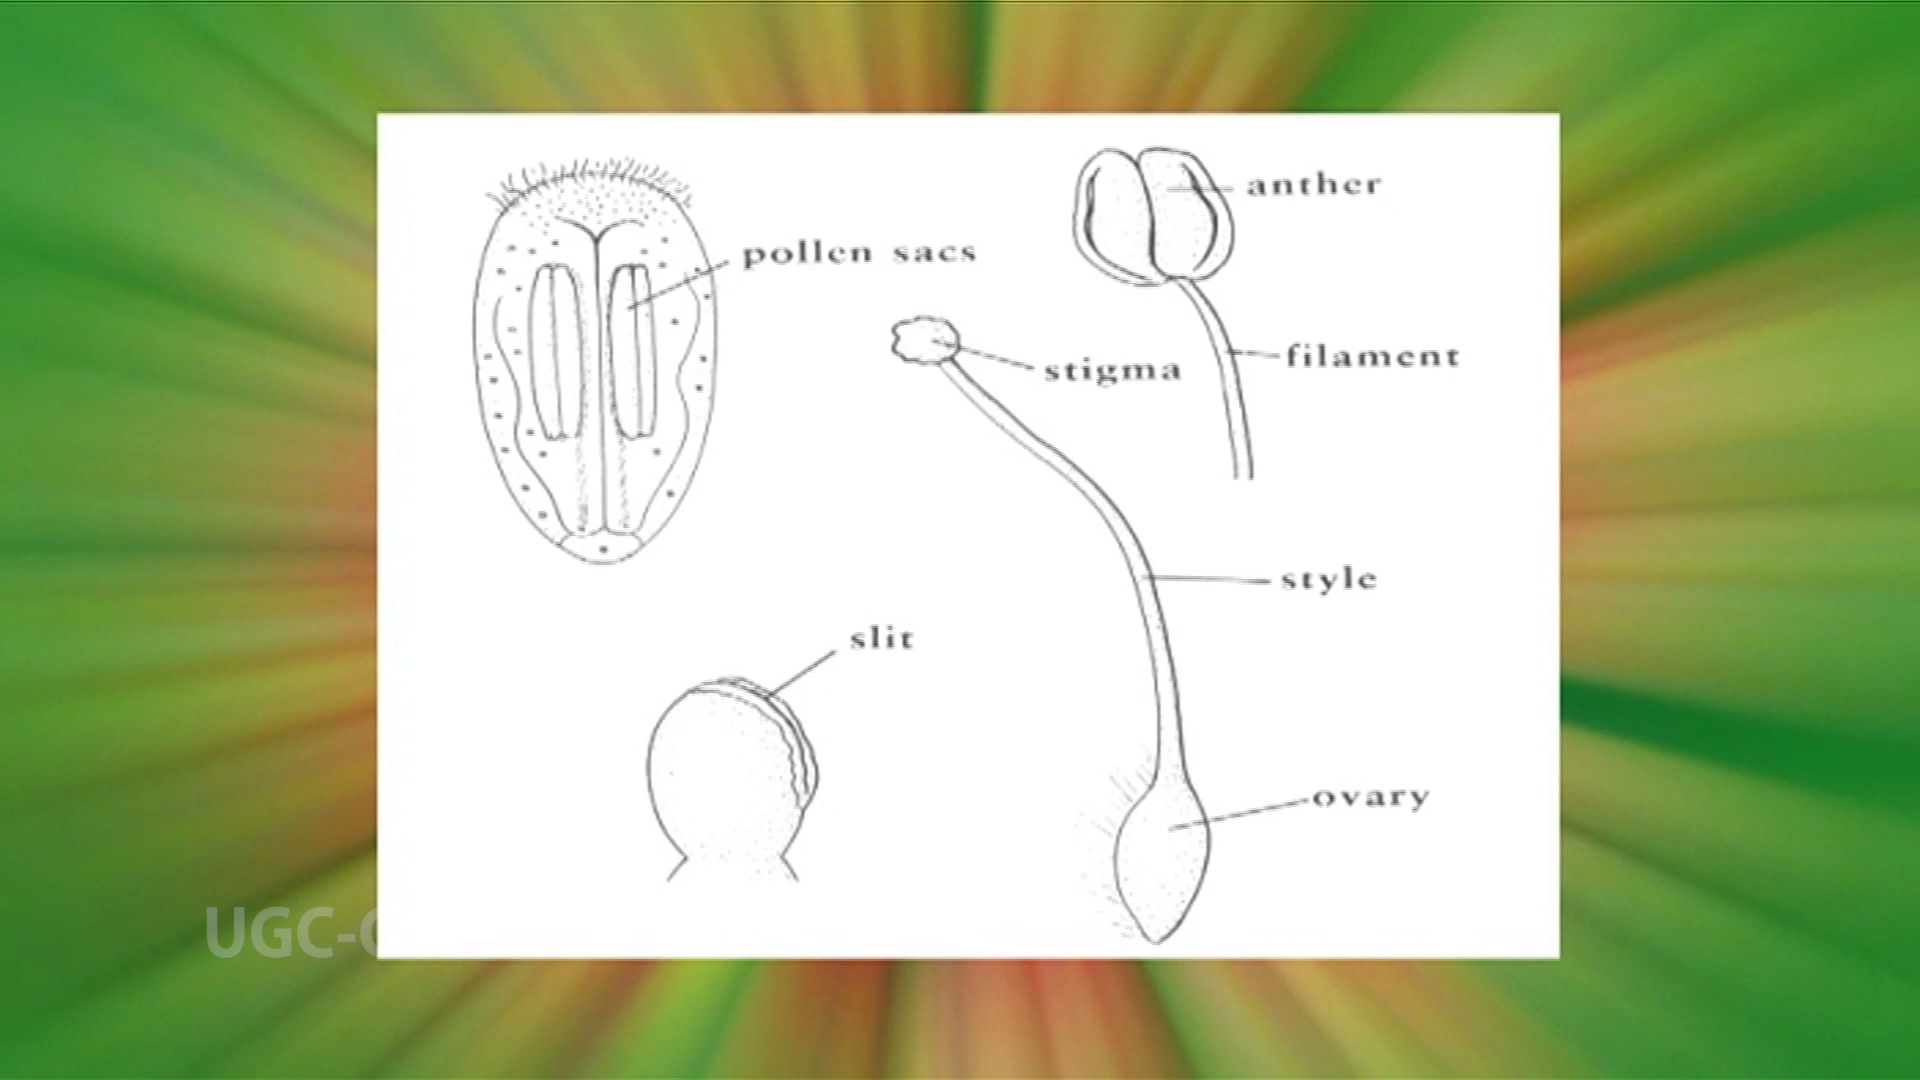 anther
pollen sacs
stigma
filament
style
slit
ovary
UGC-